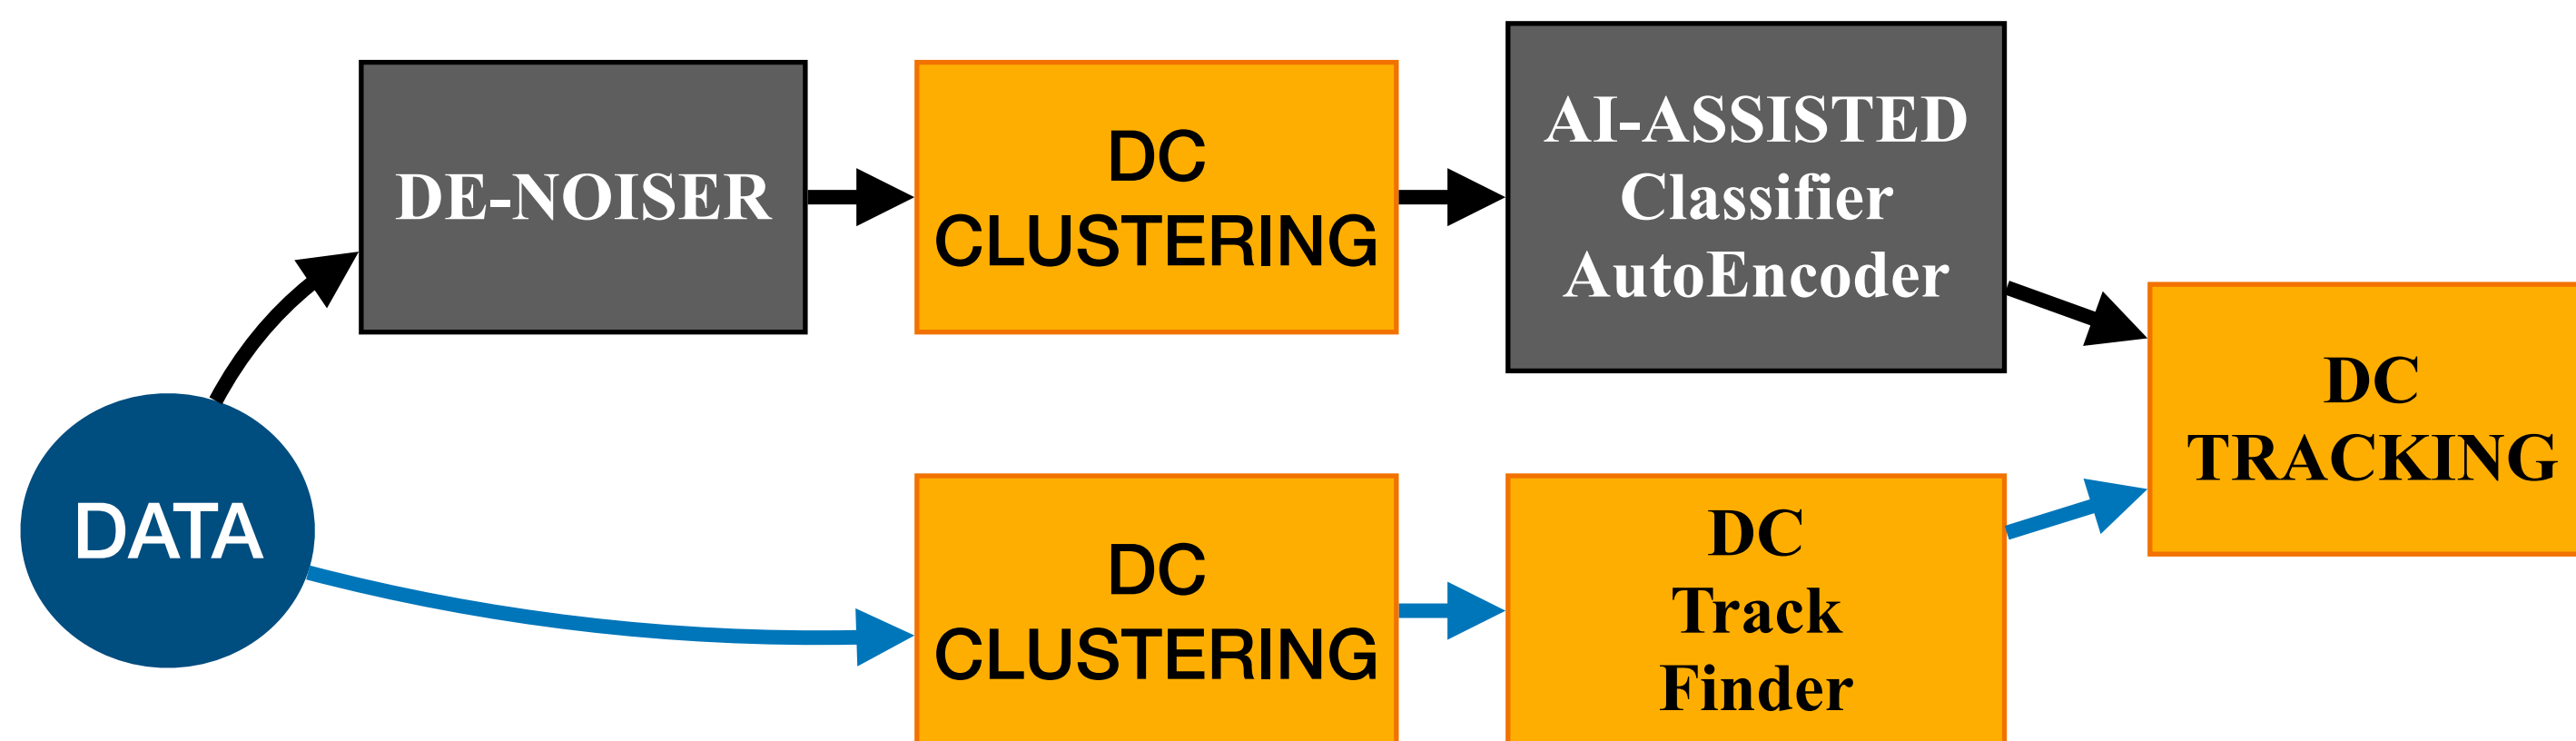 DE-NOISER
DC
CLUSTERING
AI-ASSISTED
Classifier
AutoEncoder
DC
TRACKING
DATA
DC
CLUSTERING
DC
Track
Finder